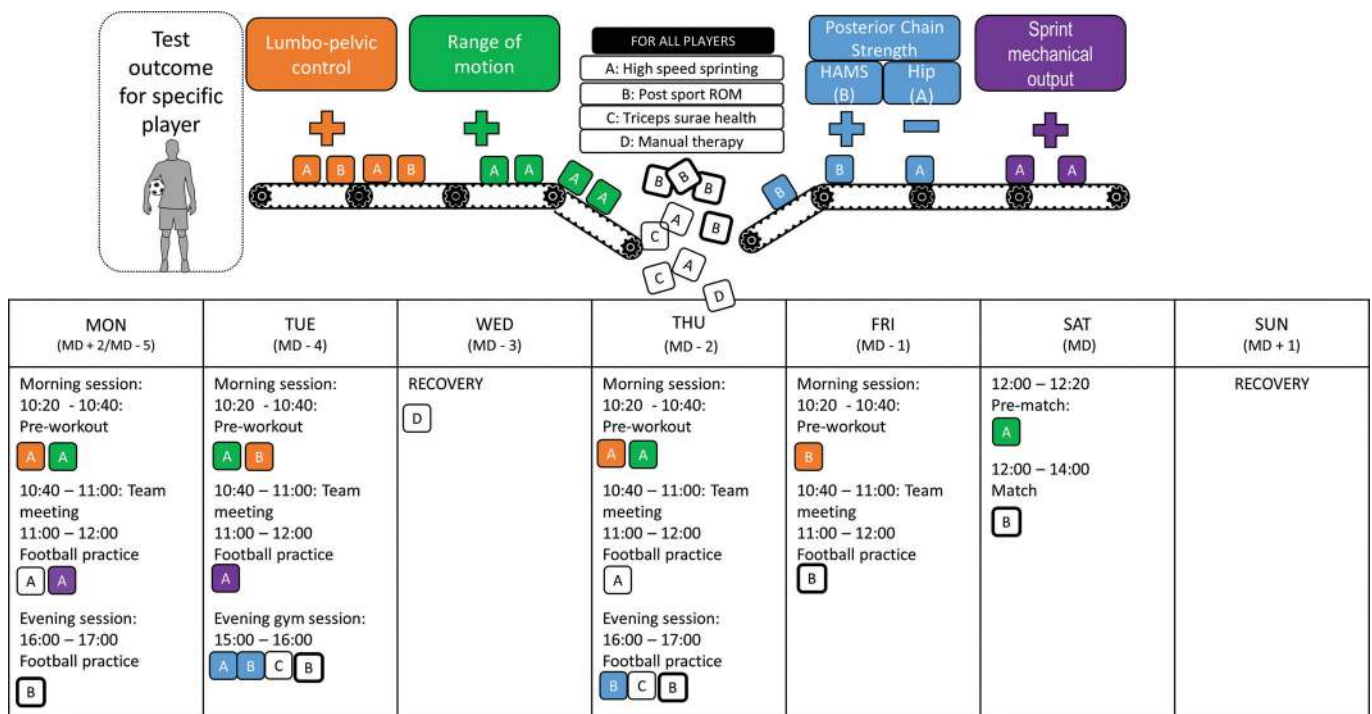 Test
outcome
for specific
player
Lumbo-pelvic
control
Range of
motion
FOR ALL PLAYERS
A: High speed sprinting
B: Post sport ROM
C: Triceps surae health
D: Manual therapy
Posterior Chain
Strength
HAMS
(B)
Hip
(A)
Sprint
mechanical
output
A B A B
A A A A
B B B
A B
C
C A
D
B B A
A A
MON
(MD + 2/MD - 5)
TUE
(MD - 4)
WED
(MD - 3)
THU
(MD - 2)
FRI
(MD - 1)
SAT
(MD)
SUN
(MD + 1)
Morning session:
10:20 - 10:40:
Pre-workout
A A
10:40 – 11:00: Team
meeting
11:00 – 12:00
Football practice
A A
Evening session:
16:00 – 17:00
Football practice
B
Morning session:
10:20 - 10:40:
Pre-workout
A B
10:40 – 11:00: Team
meeting
11:00 – 12:00
Football practice
A
Evening gym session:
15:00 – 16:00
A B C B
RECOVERY
D
Morning session:
10:20 - 10:40:
Pre-workout
A A
10:40 – 11:00: Team
meeting
11:00 – 12:00
Football practice
A
Evening session:
16:00 – 17:00
Football practice
B C B
Morning session:
10:20 - 10:40:
Pre-workout
B
10:40 – 11:00: Team
meeting
11:00 – 12:00
Football practice
B
12:00 – 12:20
Pre-match:
A
12:00 – 14:00
Match
B
RECOVERY